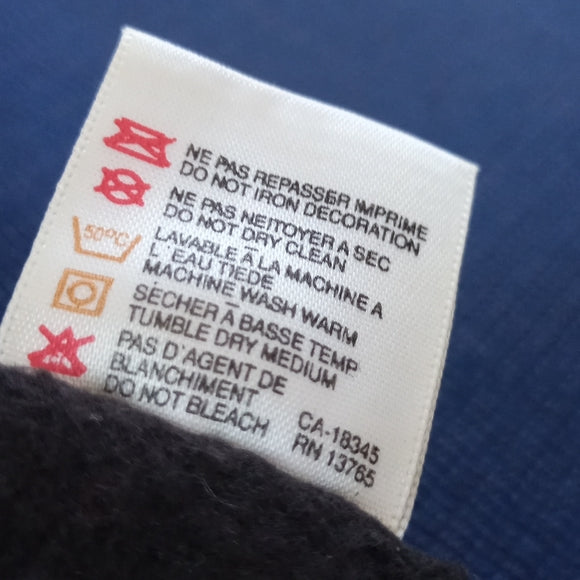 NE PAS REPASSER IMPRIME
DO NOT IRON DECORATION
NE PAS NEITOYER A SEC
DO NOT DRY CLEAN
50°C
LAVABLE À LA MACHINE A
L'EAU TIEDE
MACHINE WASH WARM
SÉCHER À BASSE TEMP
TUMBLE DRY MEDIUM
PAS D'AGENT DE
BLANCHIMENT
DO NOT BLEACH
CA-18345
RN 13765